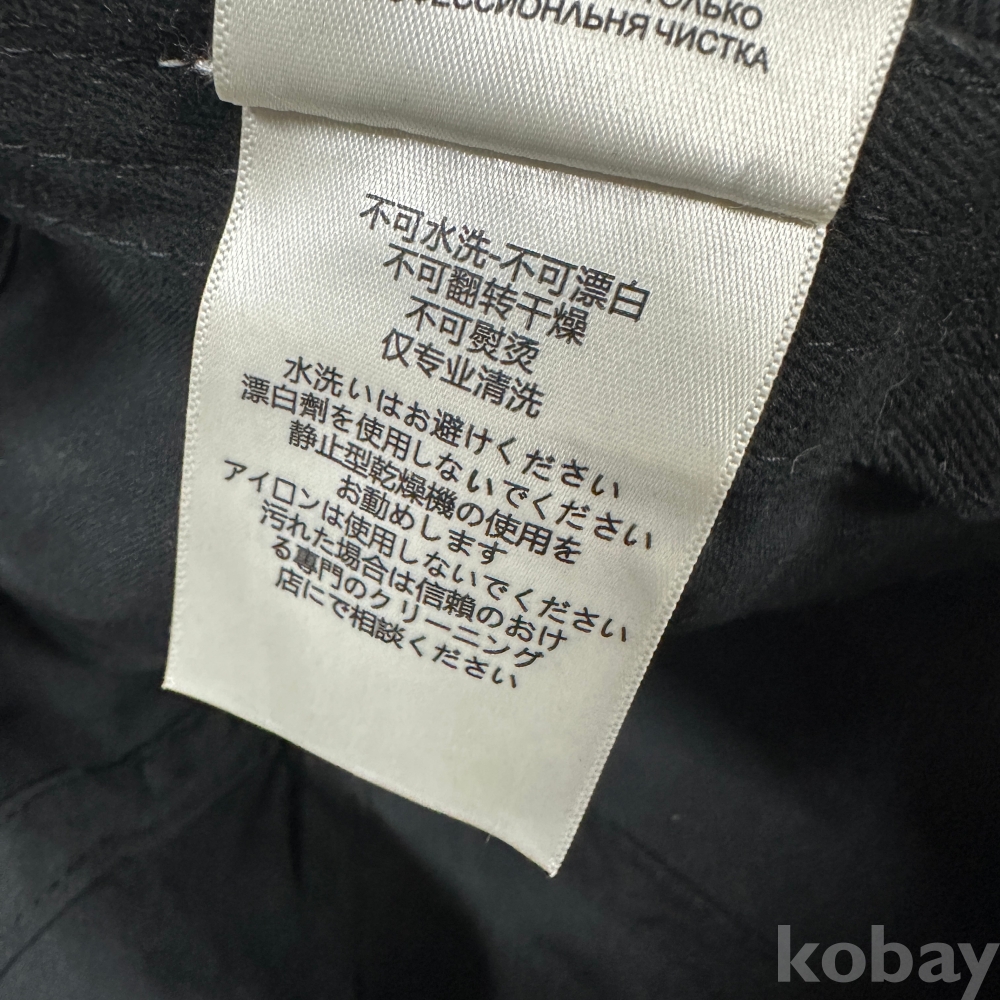 ТОЛЬКО
ЧИСТКА
不可水洗-不可漂白
不可翻转干燥
不可熨烫
仅专业清洗
水洗いはお避けください
漂白劑を使用しないでください
静止型乾燥機の使用を
お勧めします
アイロンは使用しないでください
汚れた場合は信頼のおけ
る專門のクリーニング
店にで相談ください
kobay